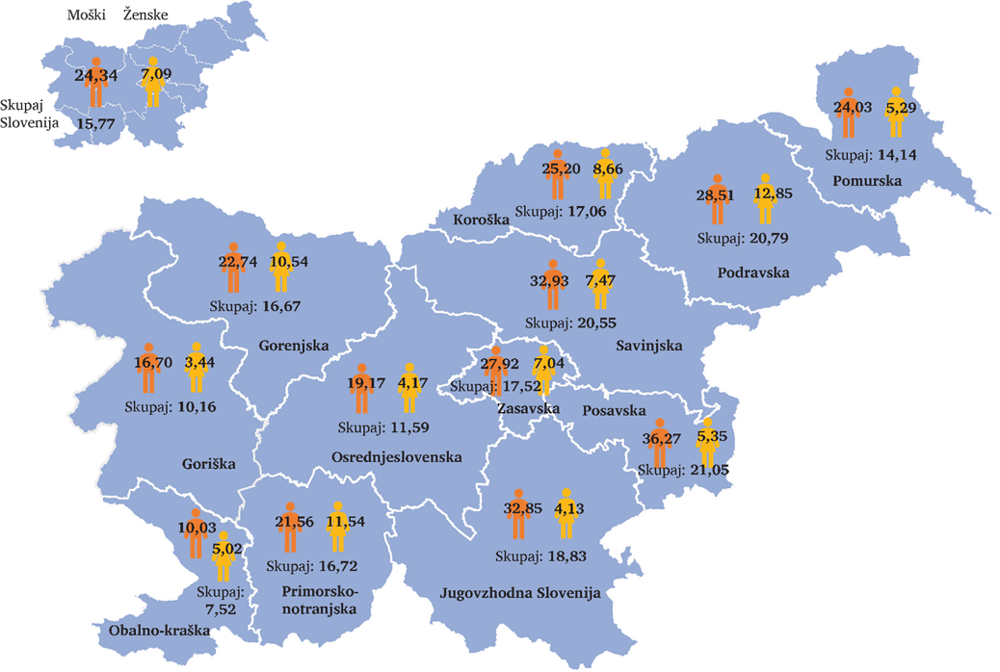 Moški Ženske
24,34 7,09
Skupaj
Slovenija 15,77
24,03 5,29
Skupaj: 14,14
Pomurska
25,20 8,66
Skupaj: 17,06
Koroška
28,51 12,85
Skupaj: 20,79
Podravska
22,74 10,54
Skupaj: 16,67
Gorenjska
32,93 7,47
Skupaj: 20,55
Savinjska
16,70 3,44
Skupaj: 10,16
Goriška
19,17 4,17
Skupaj: 11,59
Osrednjeslovenska
27,92 7,04
Skupaj: 17,52
Zasavska
Posavska
36,27 5,35
Skupaj: 21,05
10,03
5,02
Skupaj:
7,52
Obalno-kraška
21,56 11,54
Skupaj: 16,72
Primorsko-
notranjska
32,85 4,13
Skupaj: 18,83
Jugovzhodna Slovenija